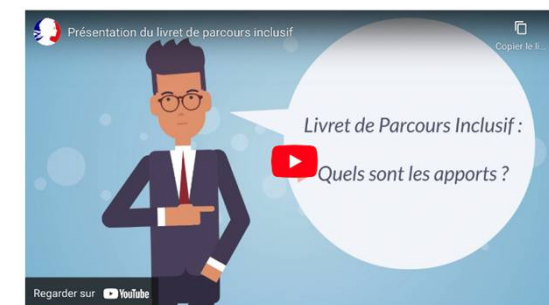 Présentation du livret de parcours inclusif
Copier le li...
Livret de Parcours Inclusif :
Quels sont les apports ?
Regarder sur YouTube